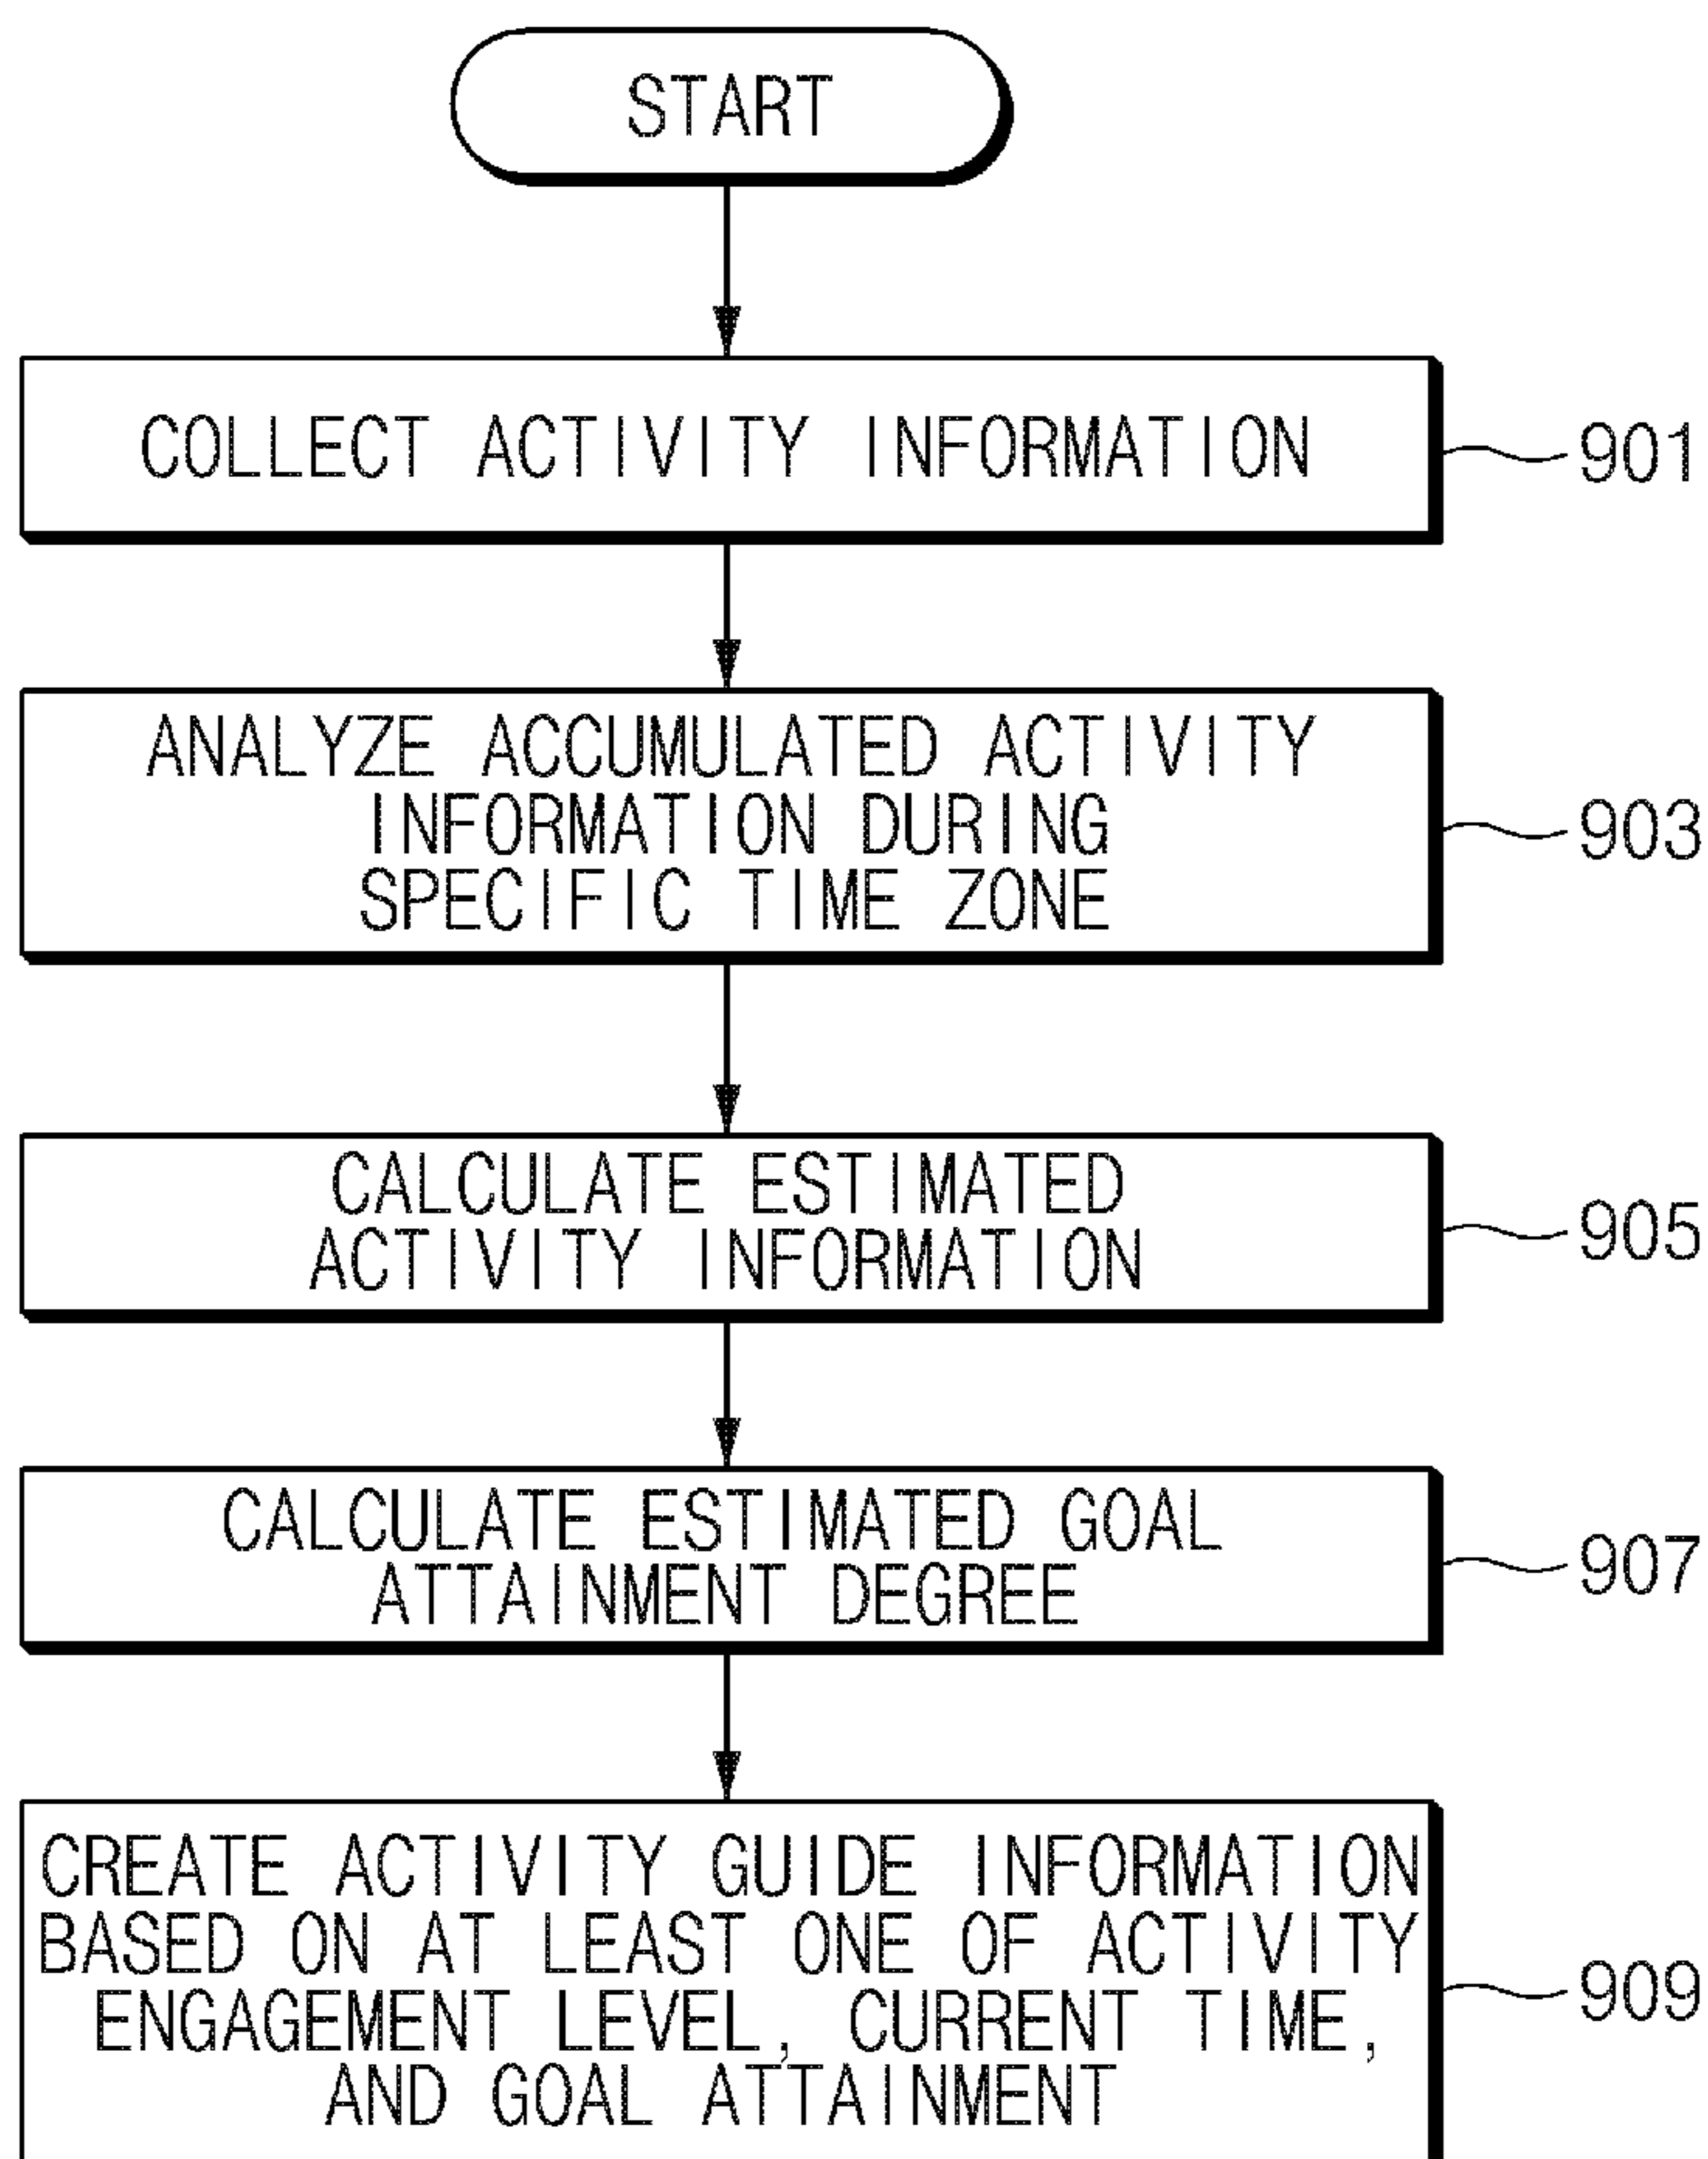 START
COLLECT ACTIVITY INFORMATION
901
ANALYZE ACCUMULATED ACTIVITY
INFORMATION DURING
SPECIFIC TIME ZONE
903
CALCULATE ESTIMATED
ACTIVITY INFORMATION
905
CALCULATE ESTIMATED GOAL
ATTAINMENT DEGREE
907
CREATE ACTIVITY GUIDE INFORMATION
BASED ON AT LEAST ONE OF ACTIVITY
ENGAGEMENT LEVEL, CURRENT TIME,
AND GOAL ATTAINMENT
909